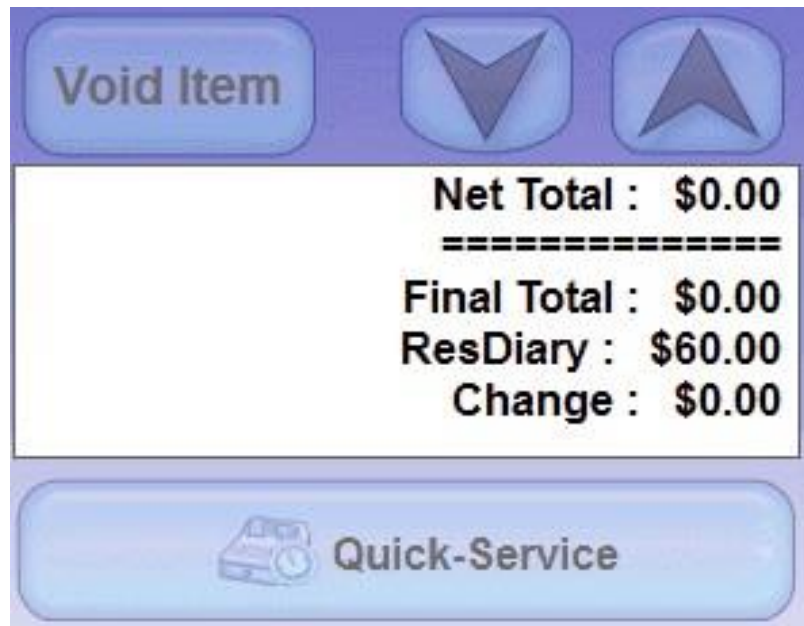 Void Item
Net Total : $0.00
==============
Final Total : $0.00
ResDiary : $60.00
Change : $0.00
Quick-Service